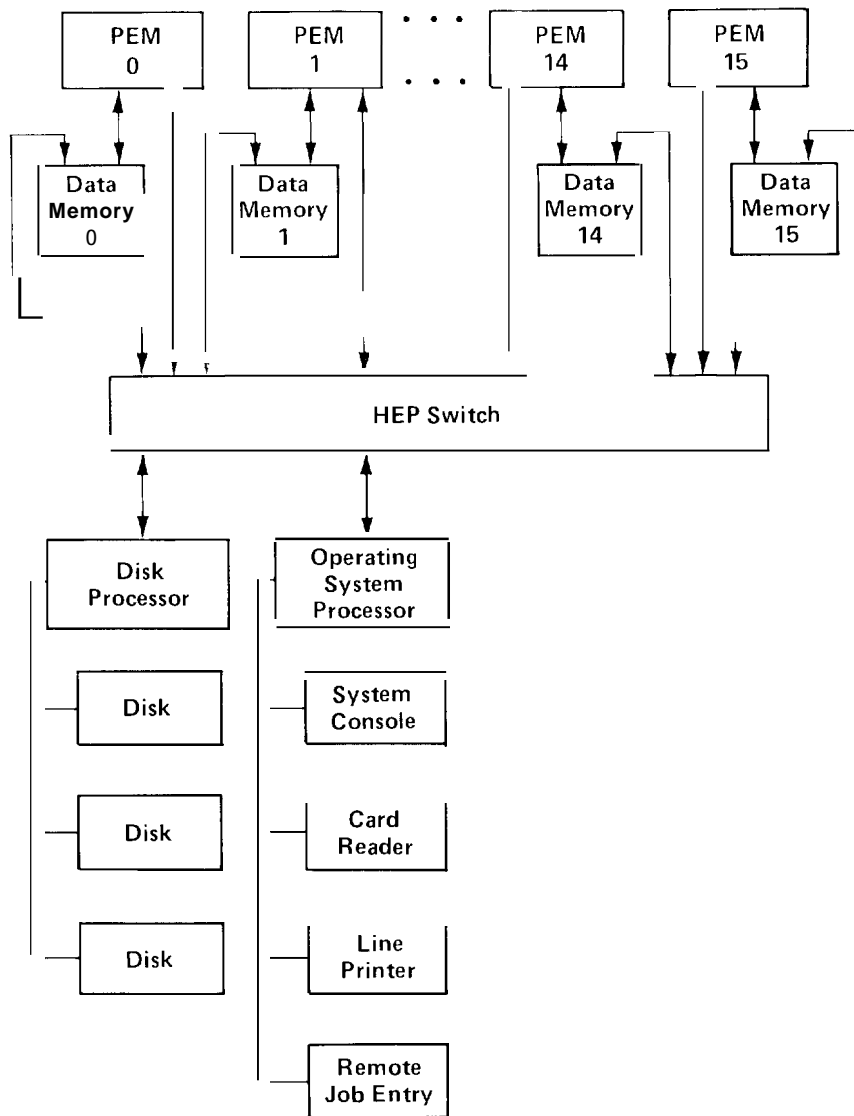 PEM
0
PEM
1
PEM
14
PEM
15
Data
Memory
0
Data
Memory
1
Data
Memory
14
Data
Memory
15
HEP Switch
Disk
Processor
Operating
System
Processor
Disk
System
Console
Disk
Card
Reader
Disk
Line
Printer
Remote
Job Entry